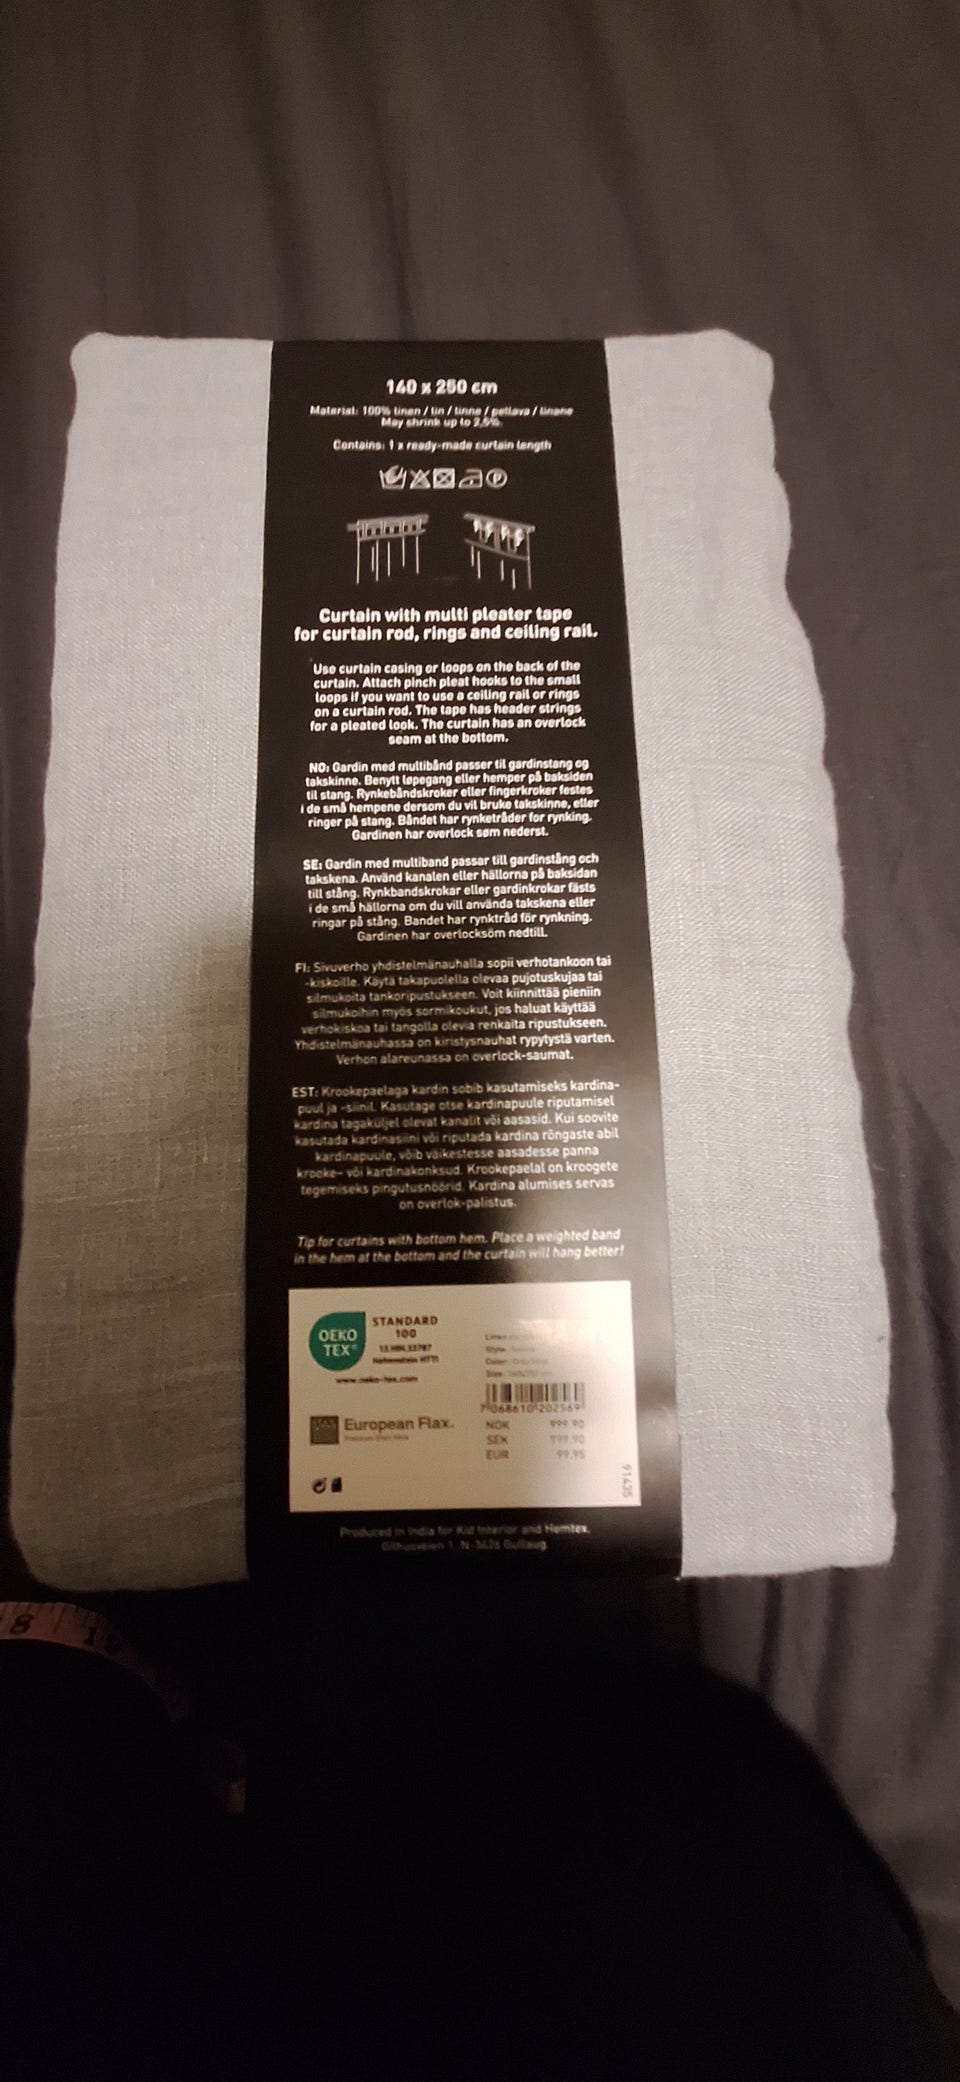 140 x 250 cm
Material: 100% linen / lin / linne / pellava / linane
May shrink up to 2,5%.
Contains: 1 x ready-made curtain length
Curtain with multi pleater tape
for curtain rod, rings and ceiling rail.
Use curtain casing or loops on the back of the
curtain. Attach pinch pleat hooks to the small
loops if you want to use a ceiling rail or rings
on a curtain rod. The tape has header strings
for a pleated look. The curtain has an overlock
seam at the bottom.
NO: Gardin med multibånd passer til gardinstang og
takskinne. Benytt løpegang eller hemper på baksiden
til stang. Rynkebåndskroker eller fingerkroker festes
i de små hempene dersom du vil bruke takskinne, eller
ringer på stang. Båndet har rynketråder for rynking.
Gardinen har overlock søm nederst.
SE: Gardin med multiband passar till gardinstång och
takskena. Använd kanalen eller hällorna på baksidan
till stång. Rynkbandskrokar eller gardinkrokar fästs
i de små hällorna om du vill använda takskena eller
ringar på stång. Bandet har rynktråd för rynkning.
Gardinen har overlocksöm nedtill.
FI: Sivuverho yhdistelmänauhalla sopii verhotankoon tai
-kiskoille. Käytä takapuolella olevaa pujotuskujaa tai
silmukoita tankoripustukseen. Voit kiinnittää pieniin
silmukoihin myös sormikoukut, jos haluat käyttää
verhokiskoa tai tangolla olevia renkaita ripustukseen.
Yhdistelmänauhassa on kiristysnauhat rypytystä varten.
Verhon alareunassa on overlock-saumat.
EST: Krookepaelaga kardin sobib kasutamiseks kardina-
puul ja -siinil. Kasutage otse kardinapuule riputamisel
kardina tagaküljel olevat kanalit või aasasid. Kui soovite
kasutada kardinasiini või riputada kardina rõngaste abil
kardinapuule, võib väikestesse aasadesse panna
krooke- või kardinakonksud. Krookepaelal on kroogete
tegemiseks pingutusnöörid. Kardina alumises servas
on overlok-palistus.
Tip for curtains with bottom hem. Place a weighted band
in the hem at the bottom and the curtain will hang better!
OEKO
TEX®
STANDARD
100
Hohenstein HTTI
www.oeko-tex.com
Linen
Style:
Color:
Size:
7 068610 202569
European Flax.
NOK 999.90
SEK 999.90
EUR 99.95
91435
Produced in India for Kid Interior and Hemtex.
Gilhusveien 1, N-3426 Gullaug
8